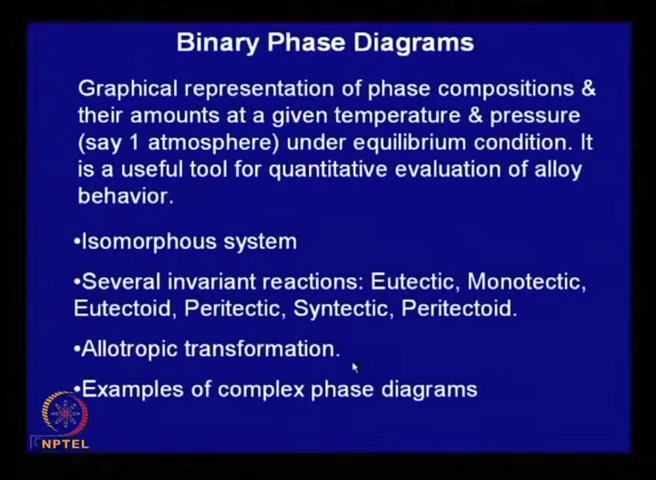 Binary Phase Diagrams
Graphical representation of phase compositions &
their amounts at a given temperature & pressure
(say 1 atmosphere) under equilibrium condition. It
is a useful tool for quantitative evaluation of alloy
behavior.
•Isomorphous system
•Several invariant reactions: Eutectic, Monotectic,
Eutectoid, Peritectic, Syntectic, Peritectoid.
•Allotropic transformation.
•Examples of complex phase diagrams
NPTEL